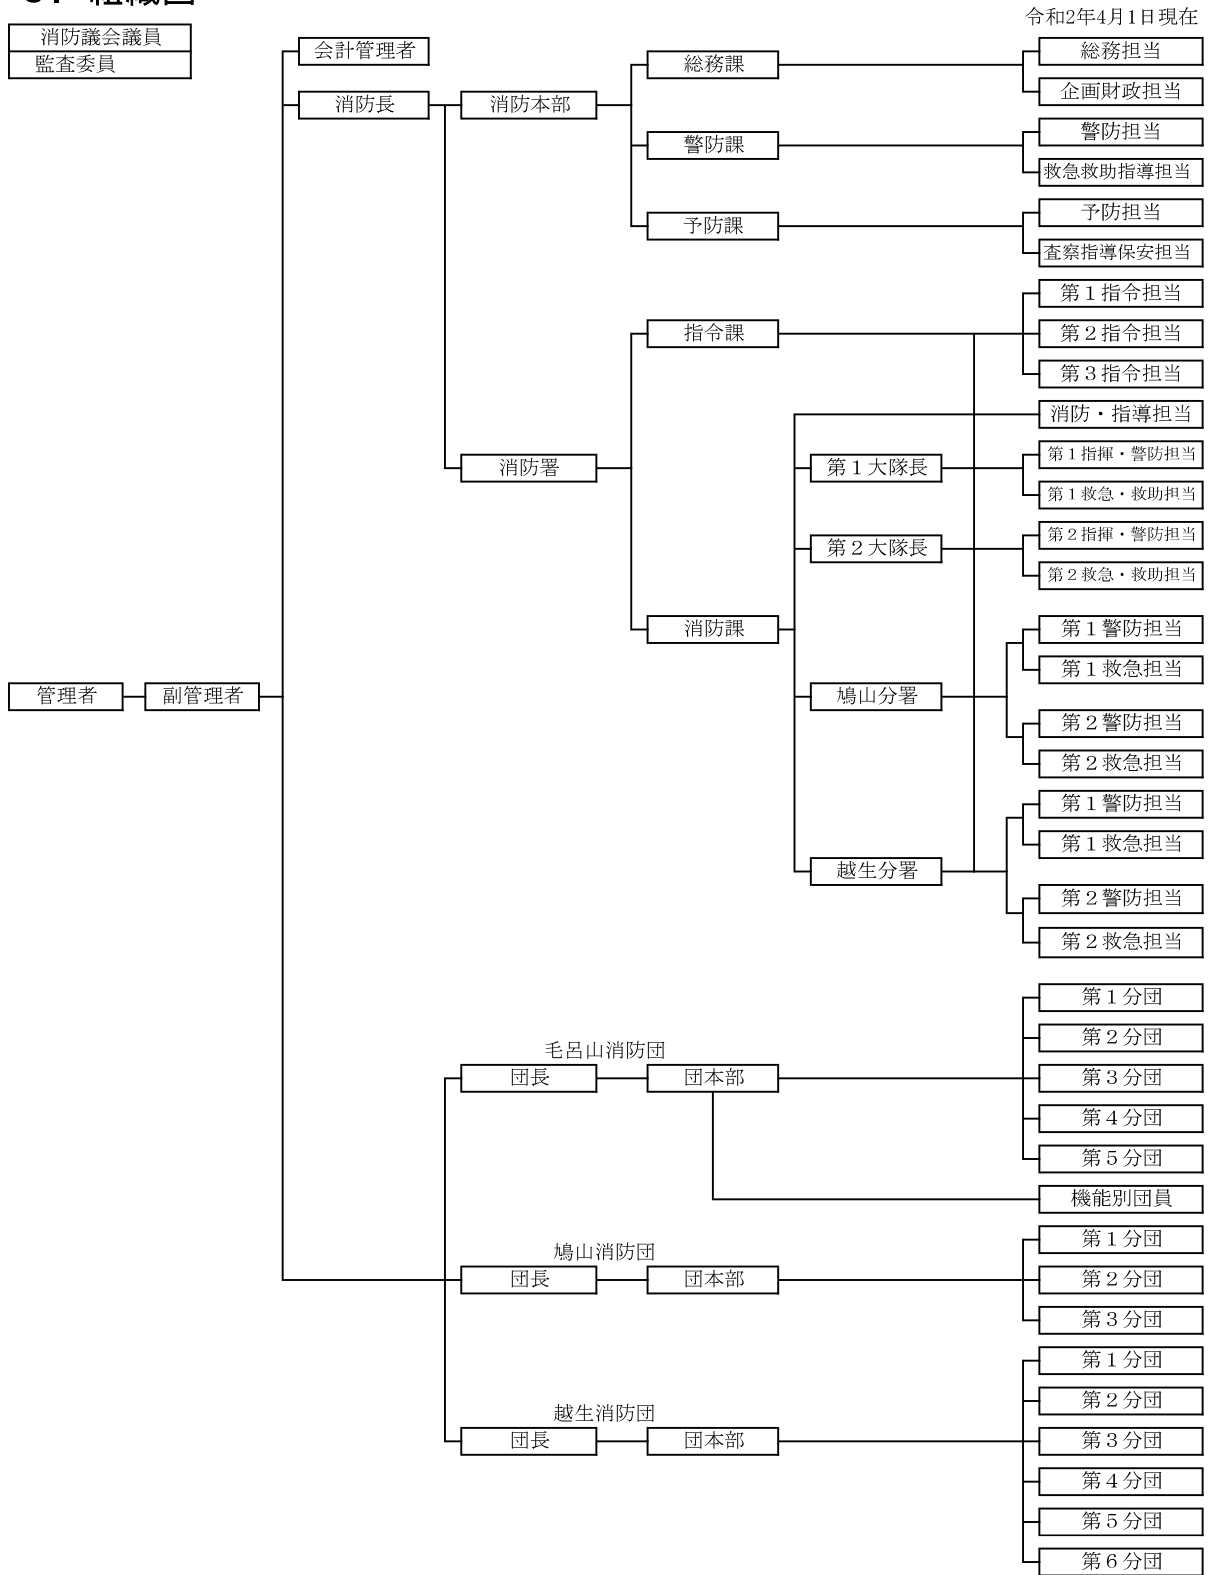 組織図
令和2年4月1日現在
消防議会議員
監査委員
会計管理者
総務課
総務担当
企画財政担当
消防長
消防本部
警防課
警防担当
救急救助指導担当
予防課
予防担当
査察指導保安担当
指令課
第１指令担当
第２指令担当
第３指令担当
消防・指導担当
消防署
第１大隊長
第１指揮・警防担当
第１救急・救助担当
第２大隊長
第２指揮・警防担当
第２救急・救助担当
消防課
第１警防担当
第１救急担当
管理者
副管理者
鳩山分署
第２警防担当
第２救急担当
第１警防担当
第１救急担当
越生分署
第２警防担当
第２救急担当
毛呂山消防団
団長
団本部
第１分団
第２分団
第３分団
第４分団
第５分団
機能別団員
鳩山消防団
団長
団本部
第１分団
第２分団
第３分団
越生消防団
団長
団本部
第１分団
第２分団
第３分団
第４分団
第５分団
第６分団